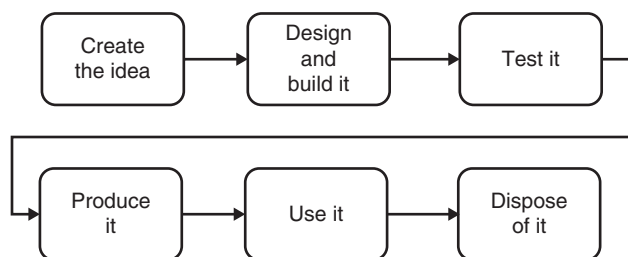 Create
the idea
Design
and
build it
Test it
Produce
it
Use it
Dispose
of it